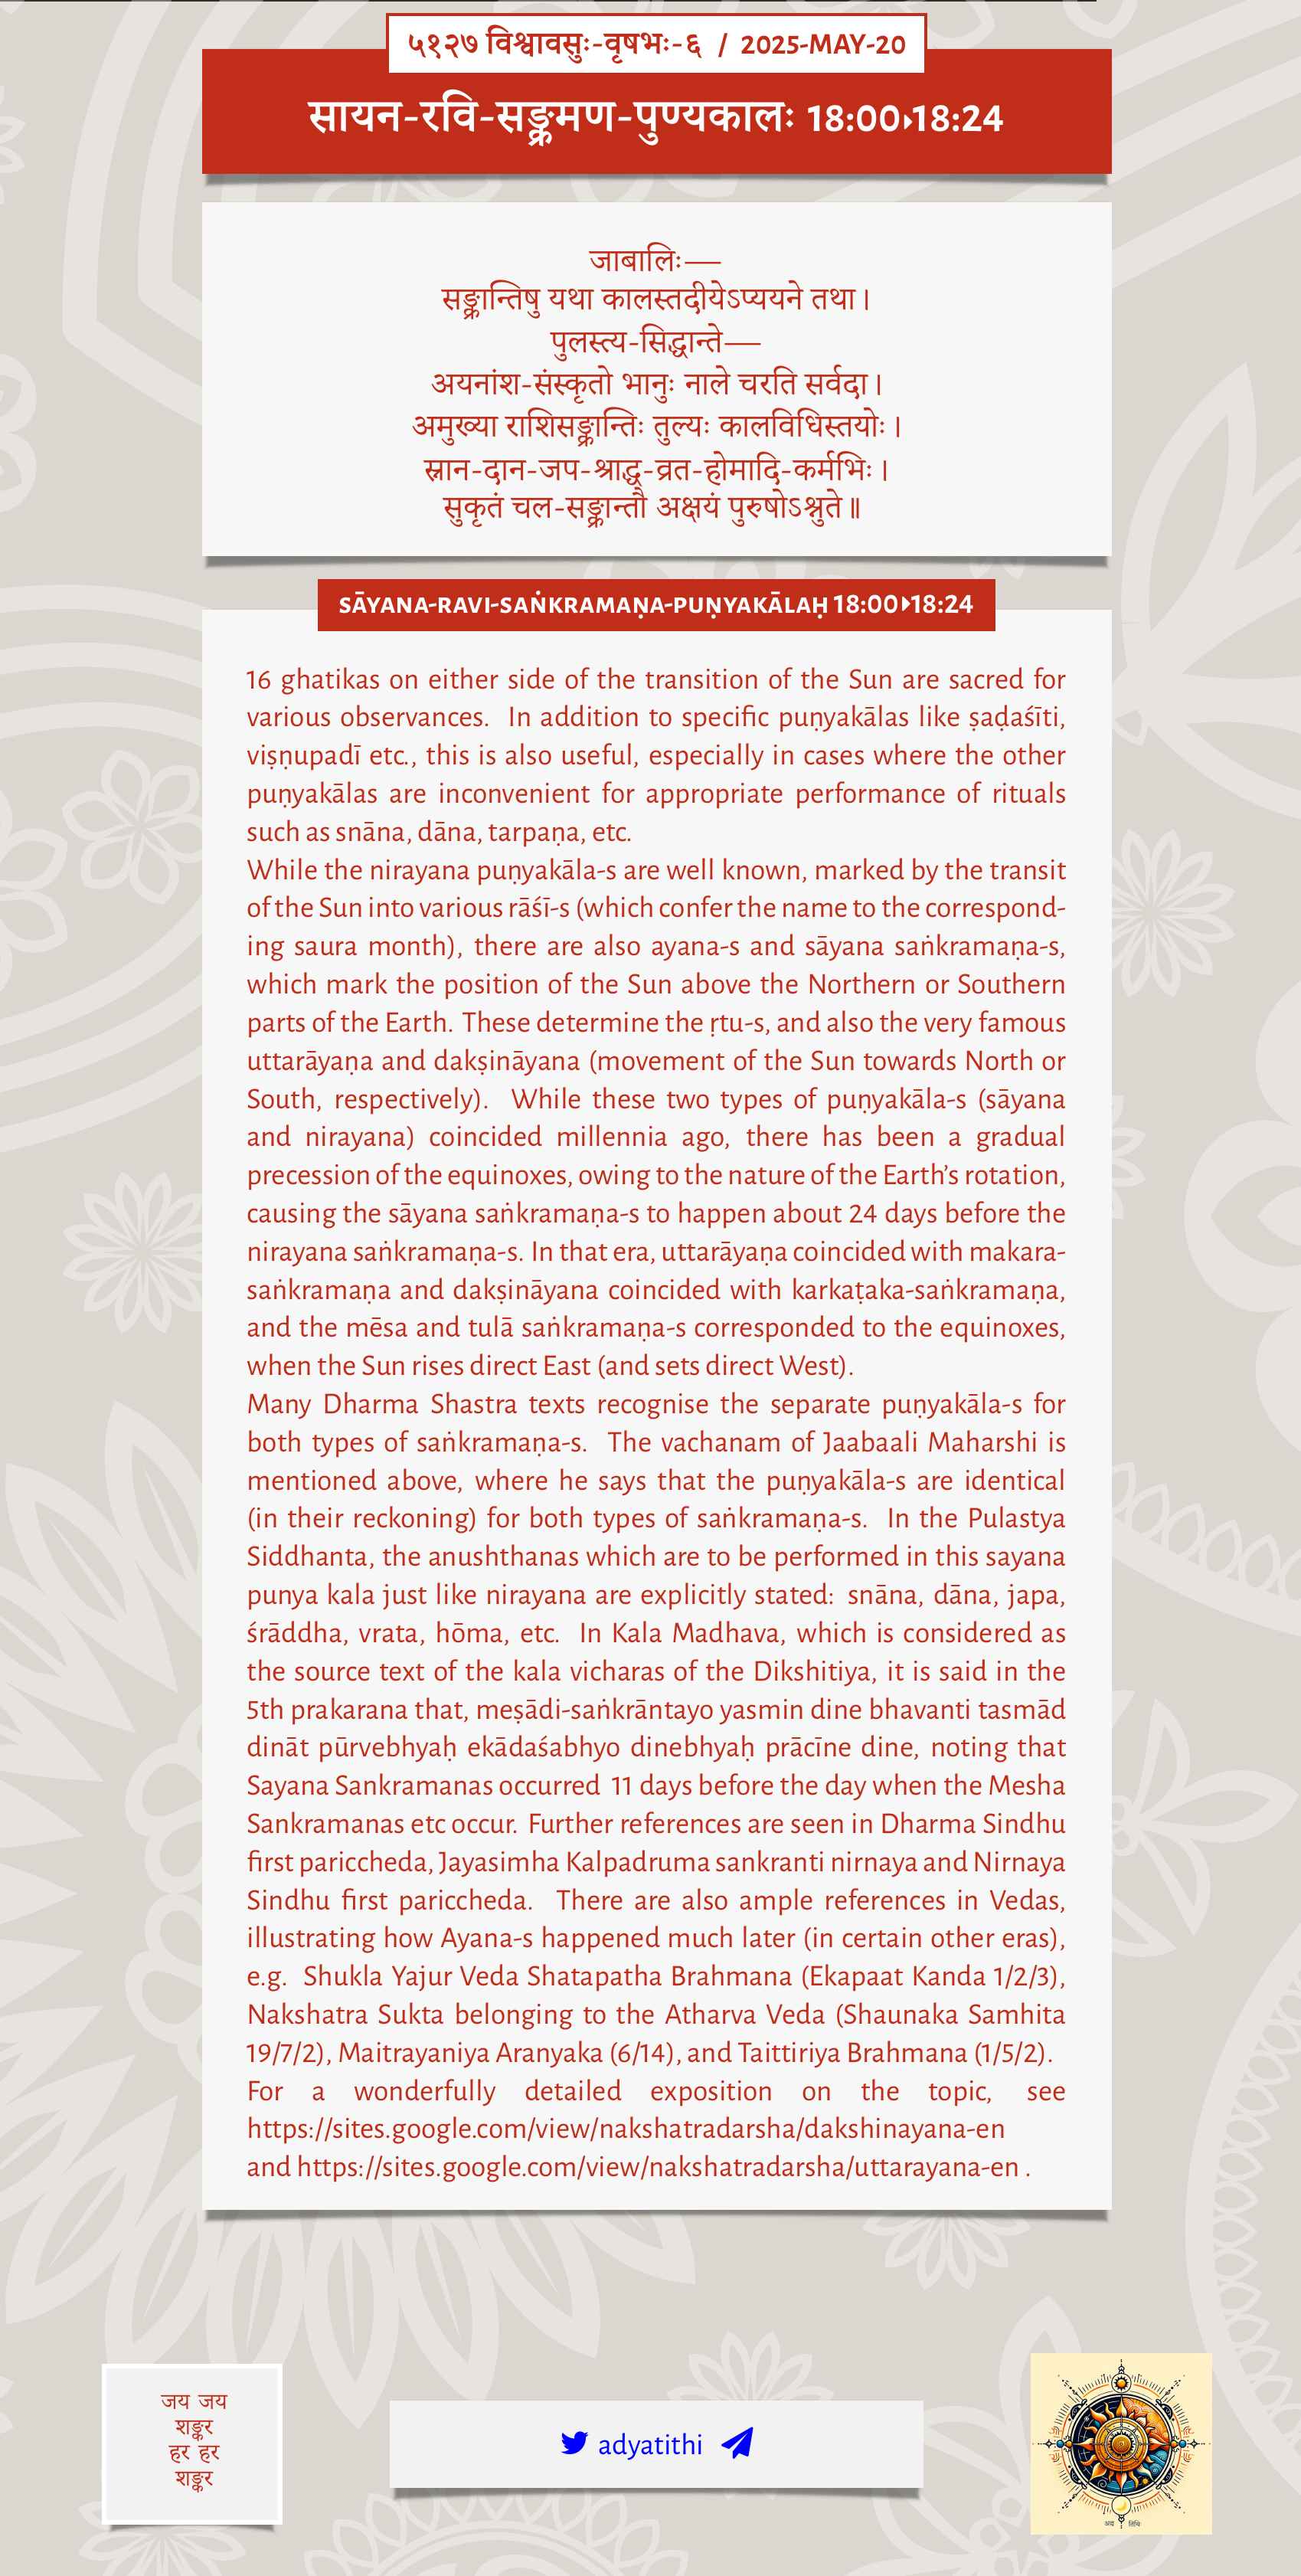 ५१२७ विश्वावसुः-वृषभः-६ / 2025-MAY-20
सायन-रवि-सङ्क्रमण-पुण्यकालः 18:00▸18:24
जाबालिः—
सङ्क्रान्तिषु यथा कालस्तदीयेऽप्ययने तथा।
पुलस्त्य-सिद्धान्ते—
अयनांश-संस्कृतो भानुः नाले चरति सर्वदा।
अमुख्या राशिसङ्क्रान्तिः तुल्यः कालविधिस्तयोः।
स्नान-दान-जप-श्राद्ध-व्रत-होमादि-कर्मभिः।
सुकृतं चल-सङ्क्रान्तौ अक्षयं पुरुषोऽश्नुते॥
SĀYANA-RAVI-SAṄKRAMAṆA-PUṆYAKĀLAḤ 18:00▸18:24
16 ghatikas on either side of the transition of the Sun are sacred for
various observances. In addition to specific puṇyakālas like ṣaḍaśīti,
viṣṇupadī etc., this is also useful, especially in cases where the other
puṇyakālas are inconvenient for appropriate performance of rituals
such as snāna, dāna, tarpaṇa, etc.
While the nirayana puṇyakāla-s are well known, marked by the transit
of the Sun into various rāśī-s (which confer the name to the correspond-
ing saura month), there are also ayana-s and sāyana saṅkramaṇa-s,
which mark the position of the Sun above the Northern or Southern
parts of the Earth. These determine the ṛtu-s, and also the very famous
uttarāyaṇa and dakṣināyana (movement of the Sun towards North or
South, respectively). While these two types of puṇyakāla-s (sāyana
and nirayana) coincided millennia ago, there has been a gradual
precession of the equinoxes, owing to the nature of the Earth’s rotation,
causing the sāyana saṅkramaṇa-s to happen about 24 days before the
nirayana saṅkramaṇa-s. In that era, uttarāyaṇa coincided with makara-
saṅkramaṇa and dakṣināyana coincided with karkaṭaka-saṅkramaṇa,
and the mēsa and tulā saṅkramaṇa-s corresponded to the equinoxes,
when the Sun rises direct East (and sets direct West).
Many Dharma Shastra texts recognise the separate puṇyakāla-s for
both types of saṅkramaṇa-s. The vachanam of Jaabaali Maharshi is
mentioned above, where he says that the puṇyakāla-s are identical
(in their reckoning) for both types of saṅkramaṇa-s. In the Pulastya
Siddhanta, the anushthanas which are to be performed in this sayana
punya kala just like nirayana are explicitly stated: snāna, dāna, japa,
śrāddha, vrata, hōma, etc. In Kala Madhava, which is considered as
the source text of the kala vicharas of the Dikshitiya, it is said in the
5th prakarana that, meṣādi-saṅkrāntayo yasmin dine bhavanti tasmād
dināt pūrvebhyaḥ ekādaśabhyo dinebhyaḥ prācīne dine, noting that
Sayana Sankramanas occurred 11 days before the day when the Mesha
Sankramanas etc occur. Further references are seen in Dharma Sindhu
first pariccheda, Jayasimha Kalpadruma sankranti nirnaya and Nirnaya
Sindhu first pariccheda. There are also ample references in Vedas,
illustrating how Ayana-s happened much later (in certain other eras),
e.g. Shukla Yajur Veda Shatapatha Brahmana (Ekapaat Kanda 1/2/3),
Nakshatra Sukta belonging to the Atharva Veda (Shaunaka Samhita
19/7/2), Maitrayaniya Aranyaka (6/14), and Taittiriya Brahmana (1/5/2).
For a wonderfully detailed exposition on the topic, see
https://sites.google.com/view/nakshatradarsha/dakshinayana-en
and https://sites.google.com/view/nakshatradarsha/uttarayana-en .
जय जय
शङ्कर
हर हर
शङ्कर
adyatithi
अद्य तिथिः